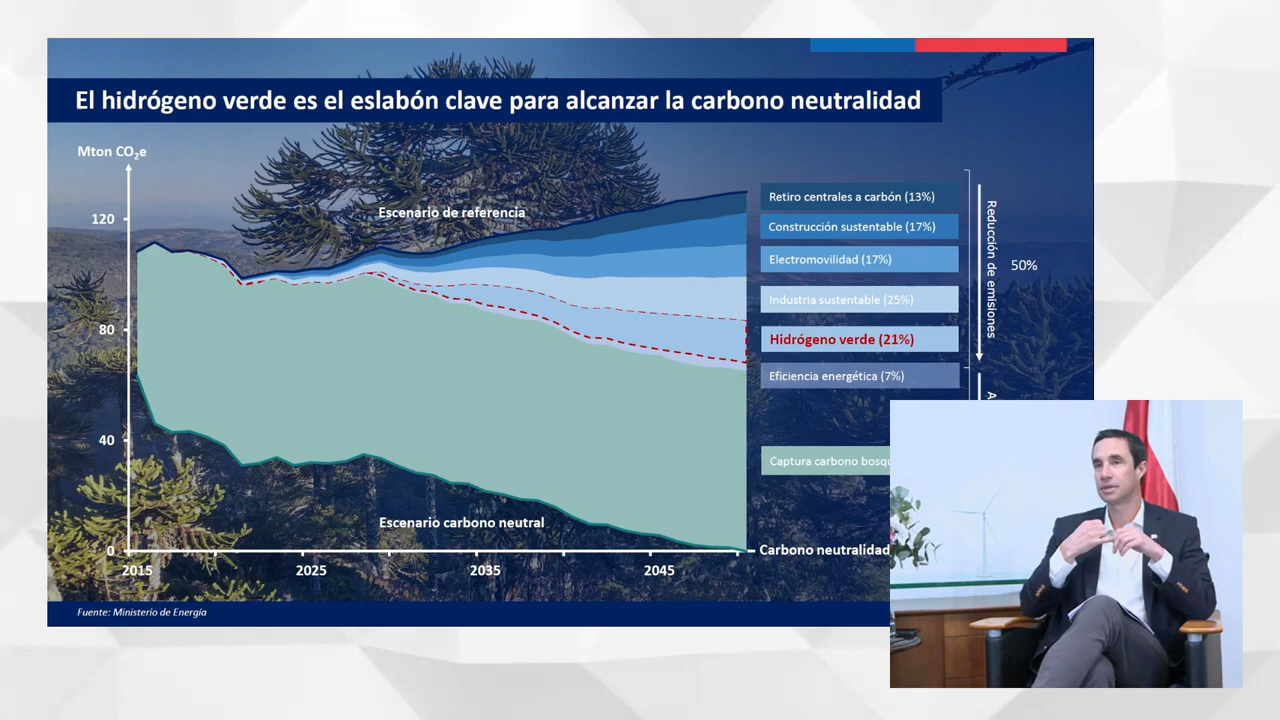 El hidrógeno verde es el eslabón clave para alcanzar la carbono neutralidad
Mton CO₂e
120
80
40
0
2015
2025
2035
2045
Escenario de referencia
Escenario carbono neutral
Retiro centrales a carbón (13%)
Construcción sustentable (17%)
Electromovilidad (17%)
Industria sustentable (25%)
Hidrógeno verde (21%)
Eficiencia energética (7%)
Captura carbono
Carbono neutralidad
Reducción de emisiones
50%
Fuente: Ministerio de Energía